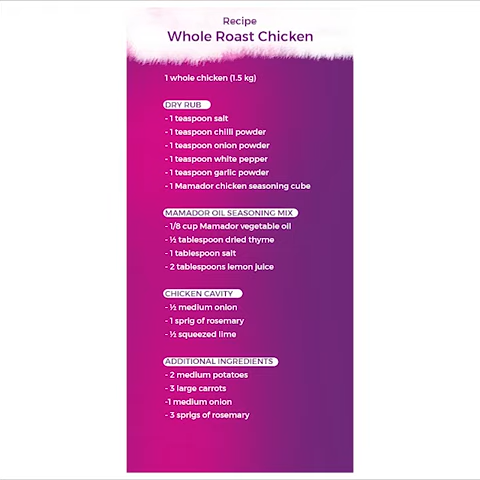 Recipe
Whole Roast Chicken
1 whole chicken (1.5 kg)
DRY RUB
- 1 teaspoon salt
- 1 teaspoon chilli powder
- 1 teaspoon onion powder
- 1 teaspoon white pepper
- 1 teaspoon garlic powder
- 1 Mamador chicken seasoning cube
MAMADOR OIL SEASONING MIX
- 1/8 cup Mamador vegetable oil
- ½ tablespoon dried thyme
- 1 tablespoon salt
- 2 tablespoons lemon juice
CHICKEN CAVITY
- ½ medium onion
- 1 sprig of rosemary
- ½ squeezed lime
ADDITIONAL INGREDIENTS
- 2 medium potatoes
- 3 large carrots
-1 medium onion
- 3 sprigs of rosemary